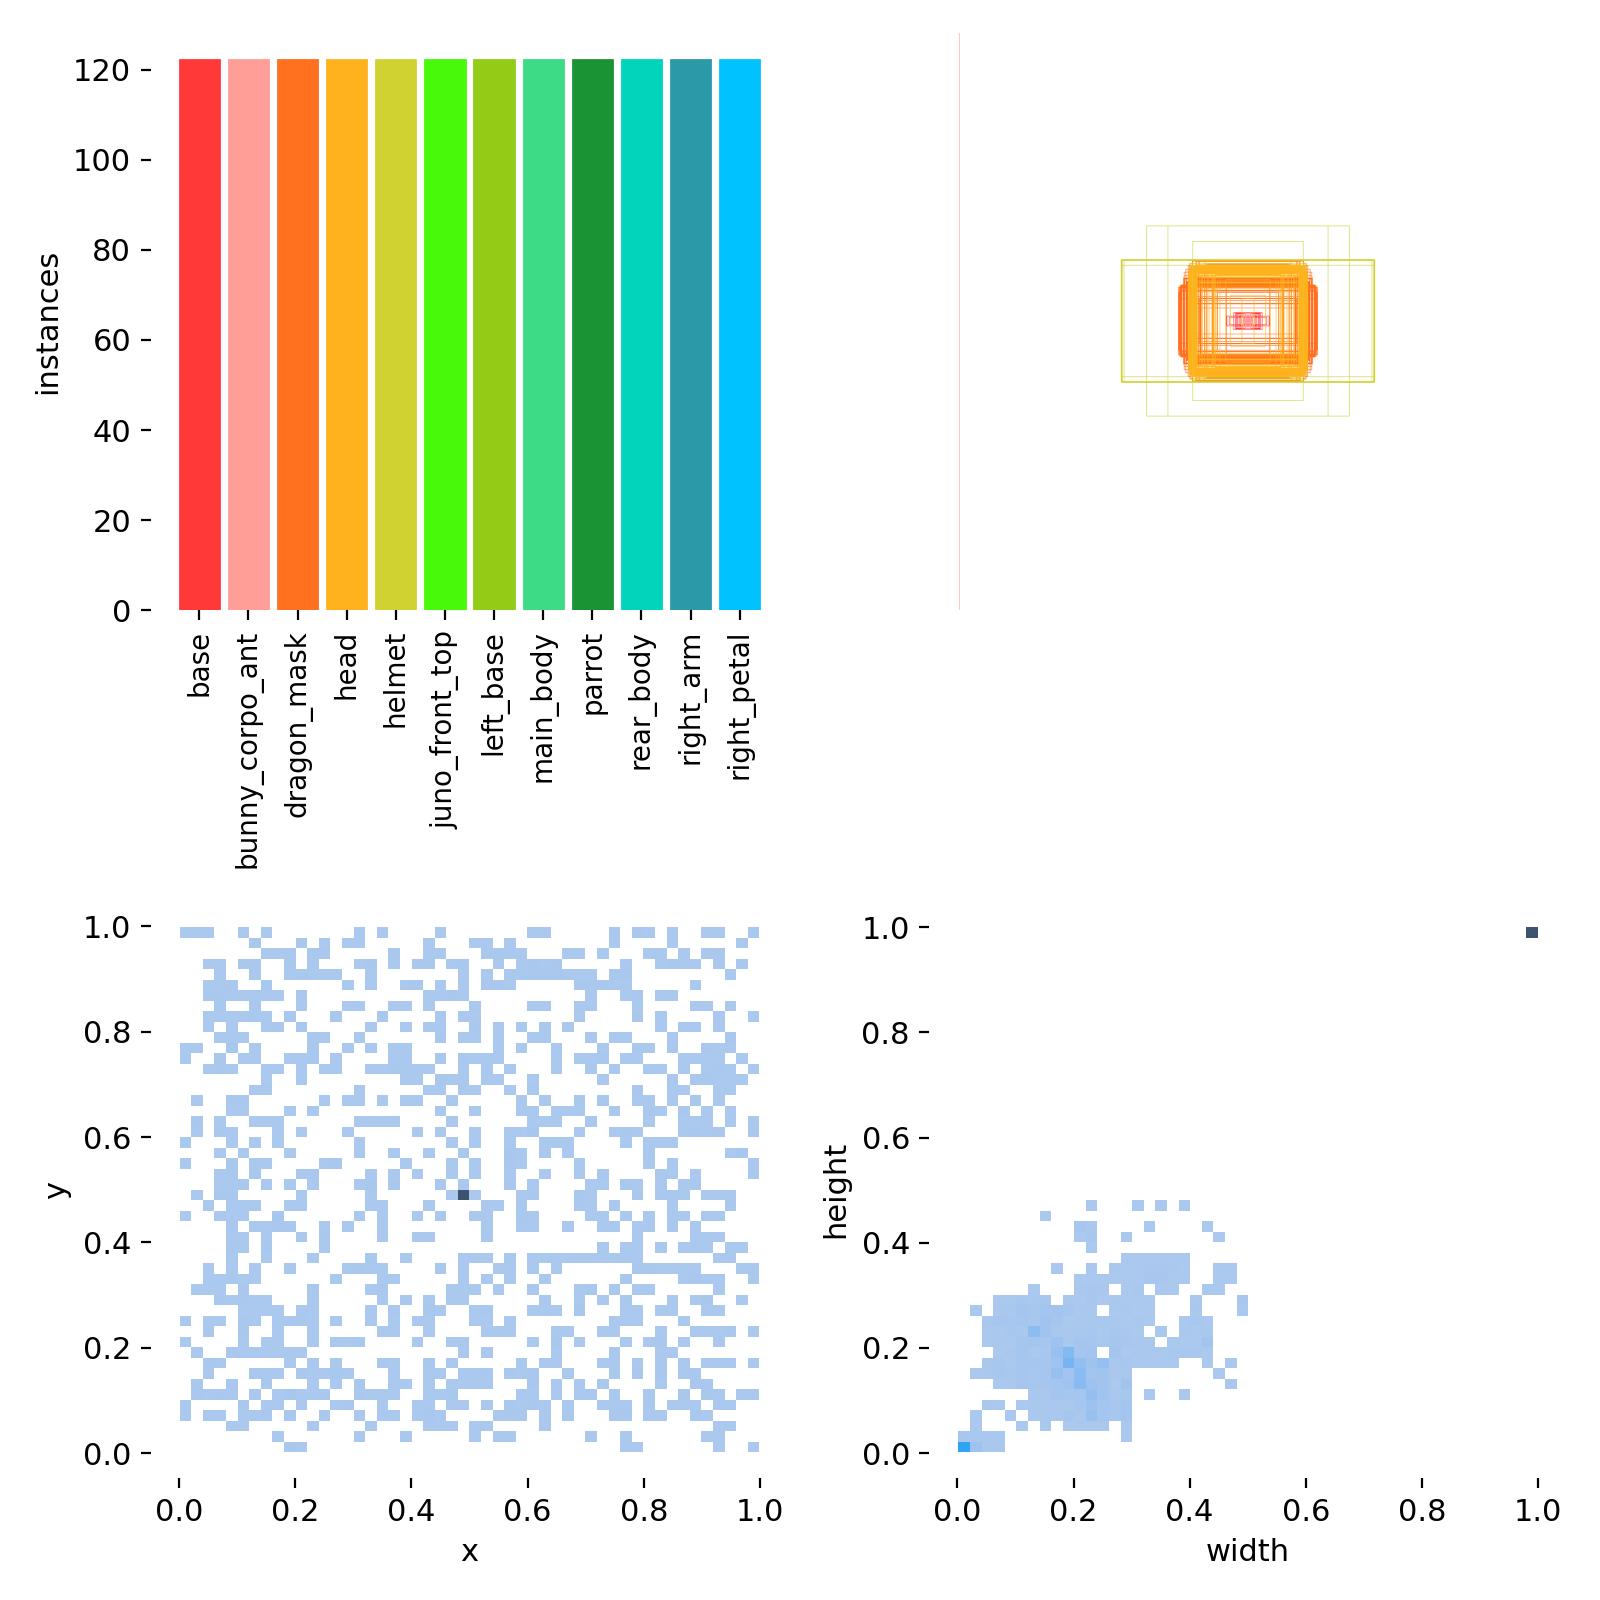 120
100
80
60
40
20
0
instances
base
bunny_corpo_ant
dragon_mask
head
helmet
juno_front_top
left_base
main_body
parrot
rear_body
right_arm
right_petal
1.0
0.8
0.6
0.4
0.2
0.0
y
0.0 0.2 0.4 0.6 0.8 1.0
x
1.0
0.8
0.6
0.4
0.2
0.0
height
0.0 0.2 0.4 0.6 0.8 1.0
width